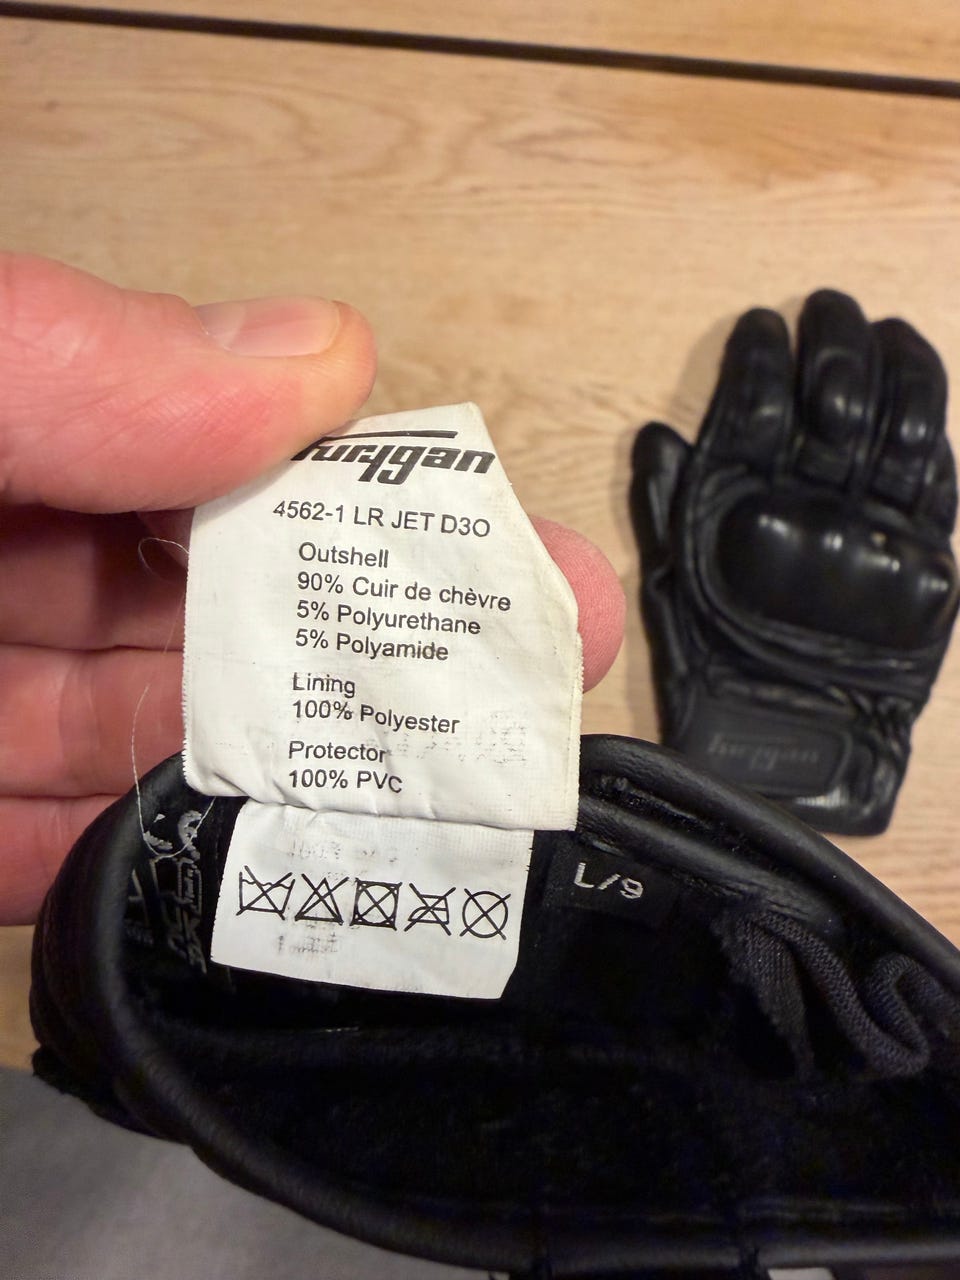 Furygan
4562-1 LR JET D3O
Outshell
90% Cuir de chèvre
5% Polyurethane
5% Polyamide
Lining
100% Polyester
Protector
100% PVC
L/9
Furygan